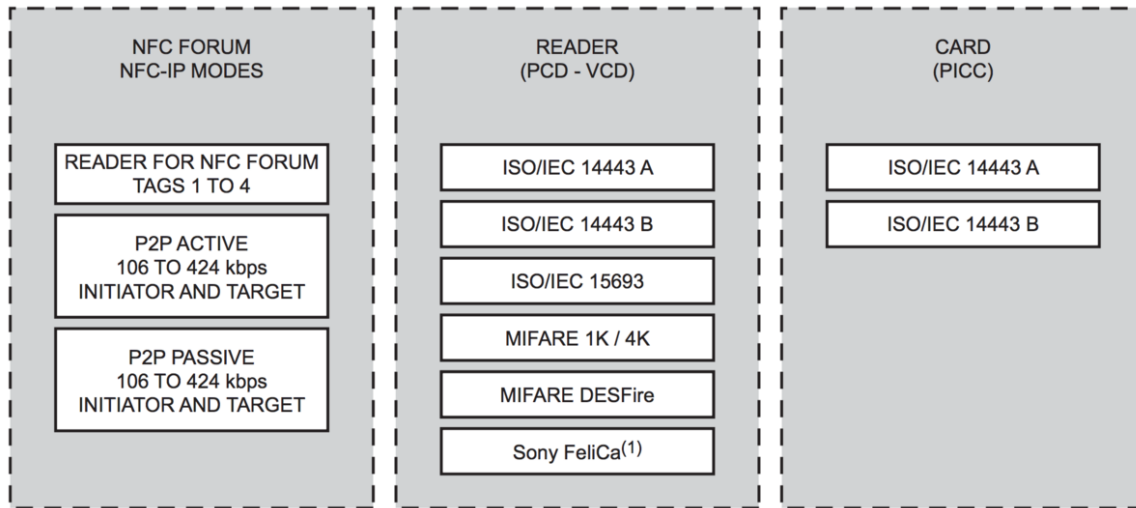 NFC FORUM
NFC-IP MODES
READER FOR NFC FORUM
TAGS 1 TO 4
P2P ACTIVE
106 TO 424 kbps
INITIATOR AND TARGET
P2P PASSIVE
106 TO 424 kbps
INITIATOR AND TARGET
READER
(PCD - VCD)
ISO/IEC 14443 A
ISO/IEC 14443 B
ISO/IEC 15693
MIFARE 1K / 4K
MIFARE DESFire
Sony FeliCa(1)
CARD
(PICC)
ISO/IEC 14443 A
ISO/IEC 14443 B